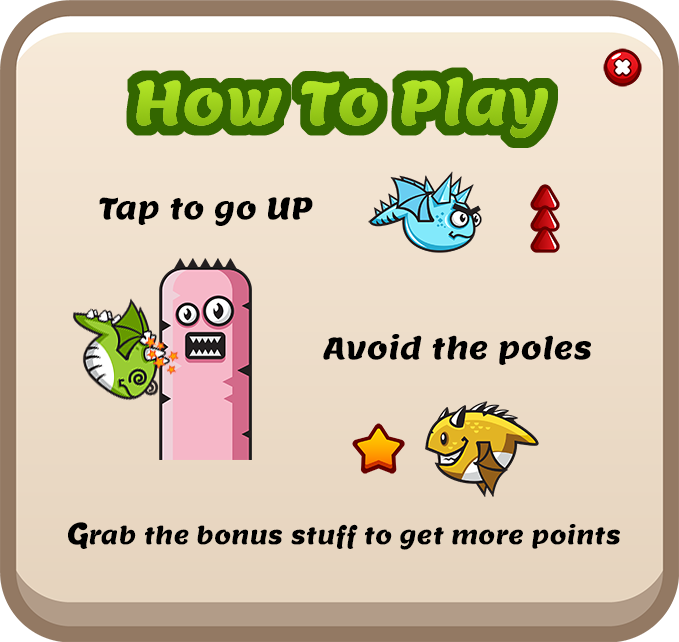 How To Play
Tap to go UP
Avoid the poles
Grab the bonus stuff to get more points